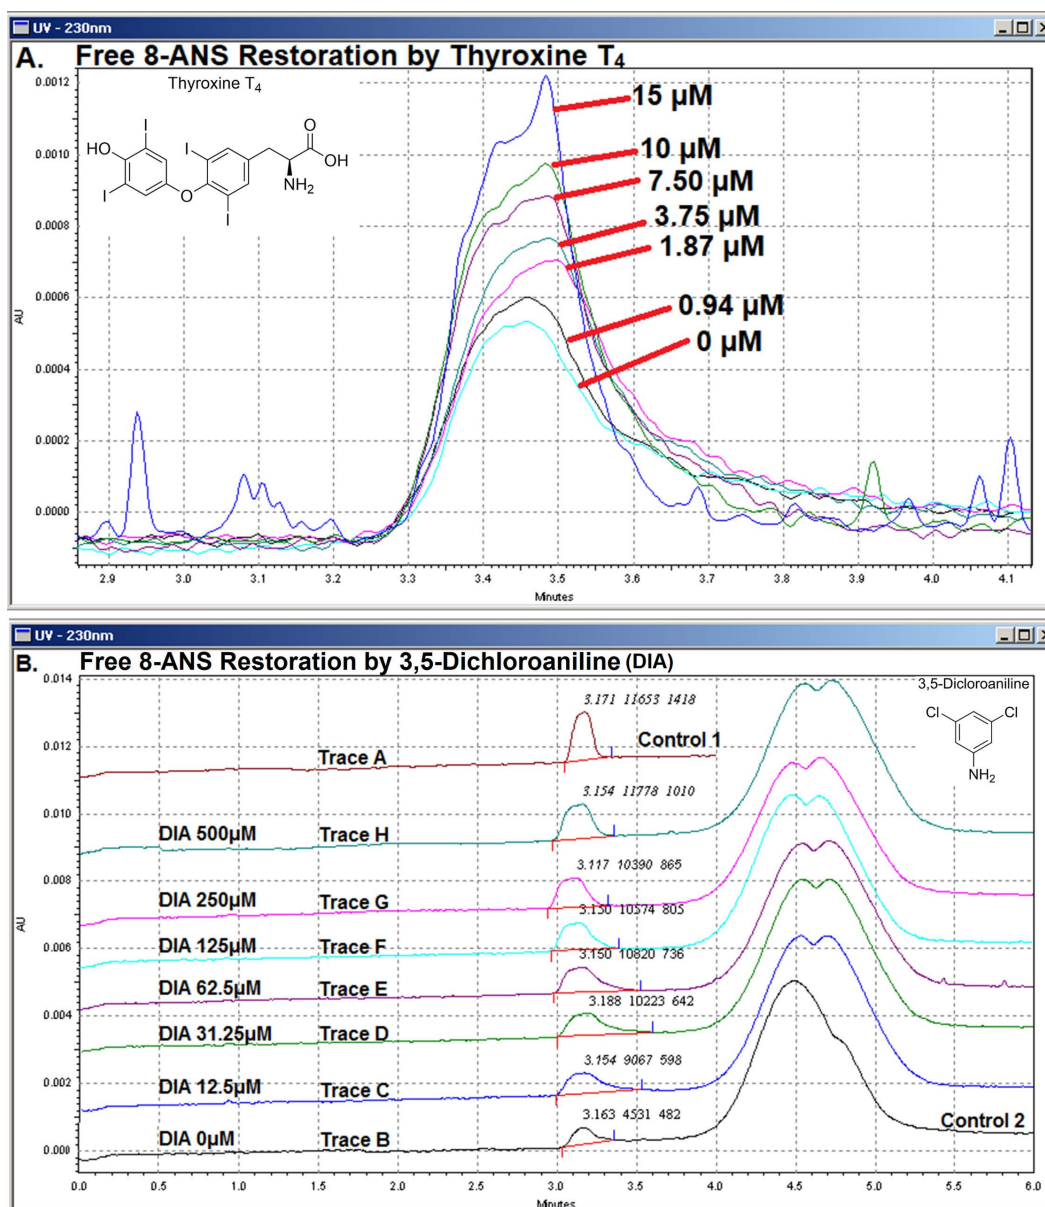 UV - 230nm
A. Free 8-ANS Restoration by Thyroxine T4
Thyroxine T4
I
HO
I
I
O
O
OH
NH2
I
15 µM
10 µM
7.50 µM
3.75 µM
1.87 µM
0.94 µM
0 µM
AU
0.0012
0.0010
0.0008
0.0006
0.0004
0.0002
0.0000
2.9 3.0 3.1 3.2 3.3 3.4 3.5 3.6 3.7 3.8 3.9 4.0 4.1
Minutes
UV - 230nm
B. Free 8-ANS Restoration by 3,5-Dichloroaniline (DIA)
3,5-Dicloroaniline
Cl Cl
NH2
AU
0.014
0.012
0.010
0.008
0.006
0.004
0.002
0.000
3.171 11653 1418
Trace A Control 1
3.154 11778 1010
DIA 500µM Trace H
3.117 10390 865
DIA 250µM Trace G
3.130 10574 805
DIA 125µM Trace F
3.150 10820 736
DIA 62.5µM Trace E
3.188 10223 642
DIA 31.25µM Trace D
3.154 9067 598
DIA 12.5µM Trace C
3.163 4531 482
DIA 0µM Trace B Control 2
0.0 0.5 1.0 1.5 2.0 2.5 3.0 3.5 4.0 4.5 5.0 5.5 6.0
Minutes